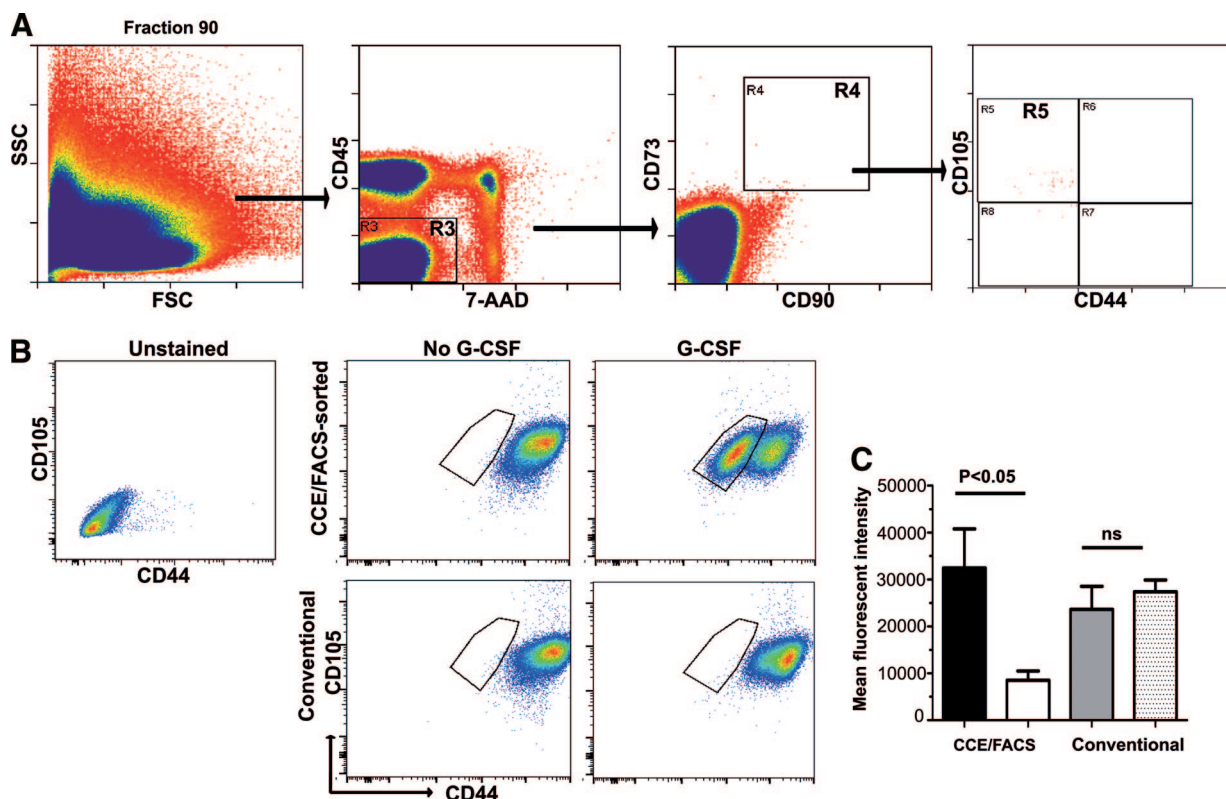 A
Fraction 90
SSC
FSC
CD45
R3
R3
7-AAD
CD73
R4
R4
CD90
CD105
R5
R5
R6
R8
R7
CD44
B
Unstained
No G-CSF
G-CSF
CD105
CD44
CCE/FACS-sorted
Conventional
CD105
CD44
C
P<0.05
ns
Mean fluorescent intensity
50000
40000
30000
20000
10000
0
CCE/FACS
Conventional